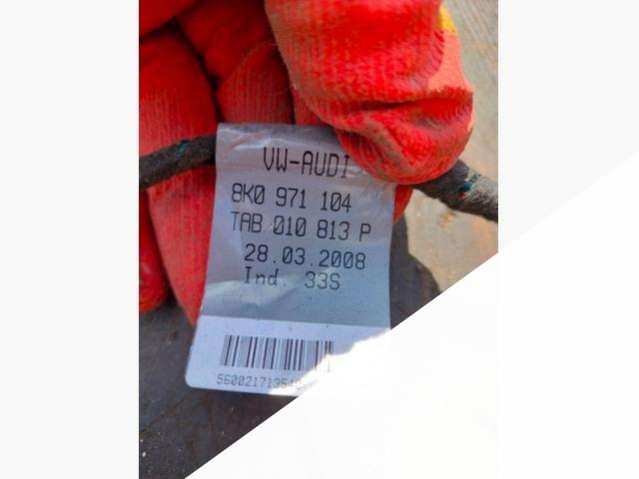 VW-AUDI
8K0 971 104
TAB 010 813 P
28.03.2008
Ind. 33S